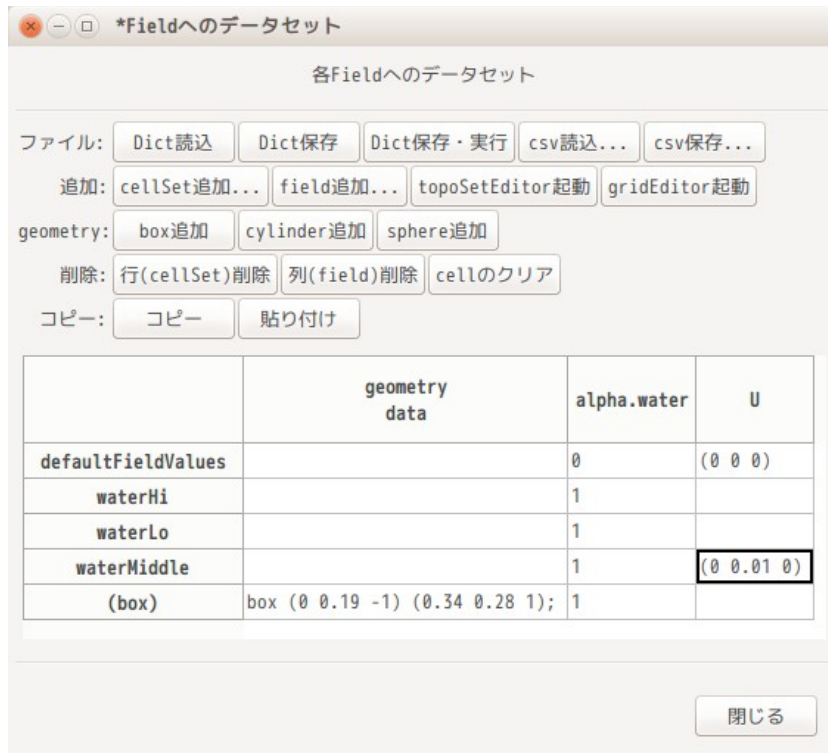 *Fieldへのデータセット
各Fieldへのデータセット
ファイル: Dict読込 Dict保存 Dict保存・実行 csv読込... csv保存...
追加: cellSet追加... field追加... topoSetEditor起動 gridEditor起動
geometry: box追加 cylinder追加 sphere追加
削除: 行(cellSet)削除 列(field)削除 cellのクリア
コピー: コピー 貼り付け
geometry
data alpha.water U
defaultFieldValues 0 (0 0 0)
waterHi 1
waterLo 1
waterMiddle 1 (0 0.01 0)
(box) box (0 0.19 -1) (0.34 0.28 1); 1
閉じる